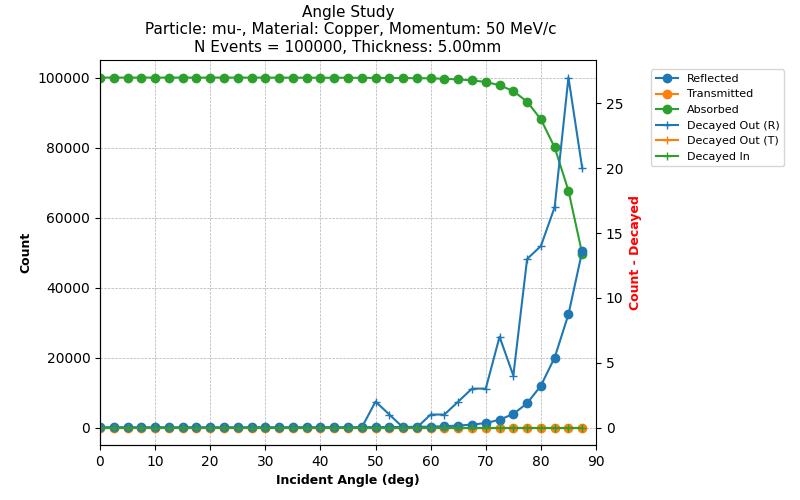 Angle Study
Particle: mu-, Material: Copper, Momentum: 50 MeV/c
N Events = 100000, Thickness: 5.00mm
100000
80000
60000
40000
20000
0
Count
0 10 20 30 40 50 60 70 80 90
Incident Angle (deg)
25
20
15
10
5
0
Count - Decayed
Reflected
Transmitted
Absorbed
Decayed Out (R)
Decayed Out (T)
Decayed In